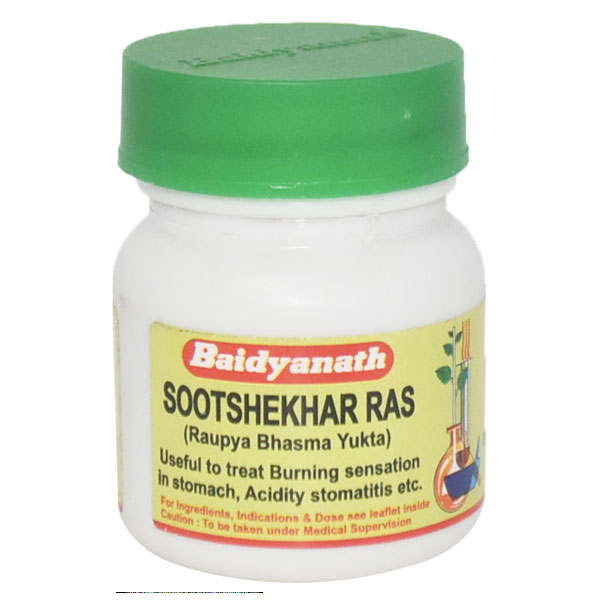 Baidyanath
Baidyanath
SOOTSHEKHAR RAS
(Raupya Bhasma Yukta)
Useful to treat Burning sensation
in stomach, Acidity stomatitis etc.
For Ingredients, Indications & Dose see leaflet inside
Caution : To be taken under Medical Supervision